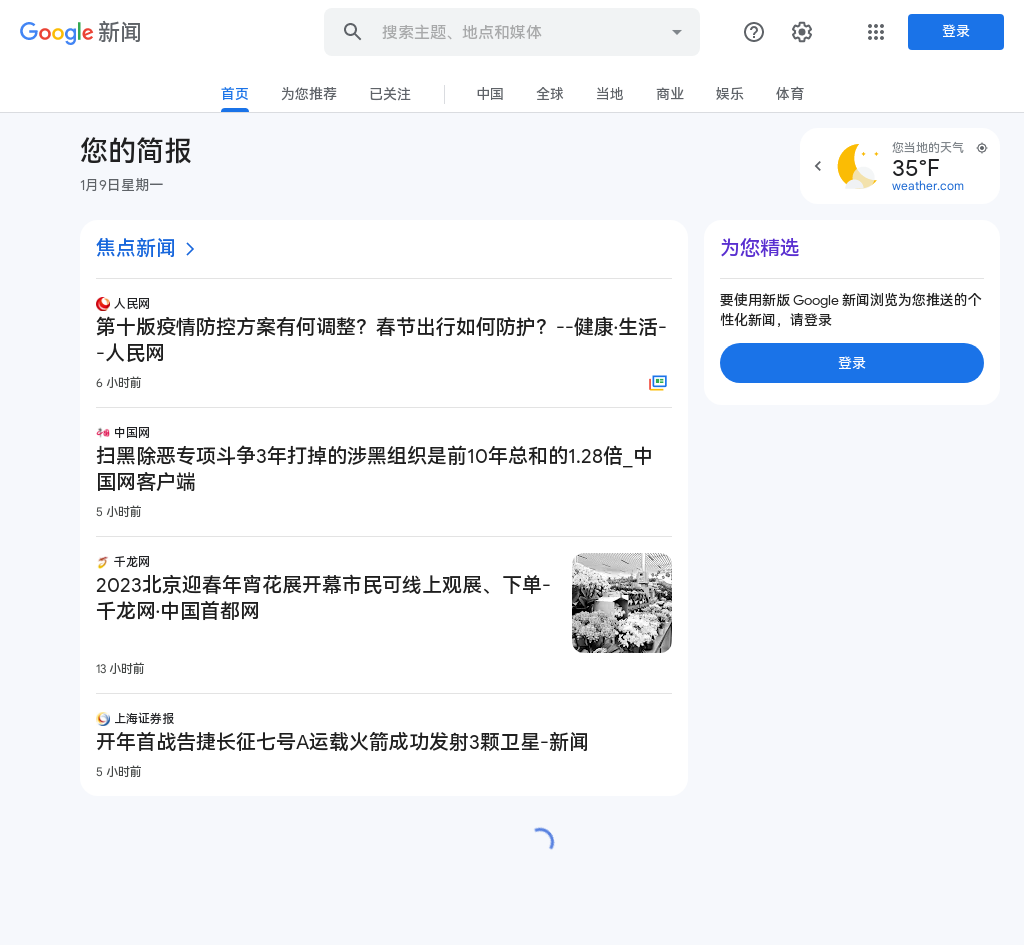 Google 新闻
搜索主题、地点和媒体
登录
首页 为您推荐 已关注 中国 全球 当地 商业 娱乐 体育
您的简报
1月9日星期一
您当地的天气
35°F
weather.com
焦点新闻
人民网
第十版疫情防控方案有何调整？春节出行如何防护？--健康·生活-
-人民网
6 小时前
中国网
扫黑除恶专项斗争3年打掉的涉黑组织是前10年总和的1.28倍_中
国网客户端
5 小时前
千龙网
2023北京迎春年宵花展开幕市民可线上观展、下单-
千龙网·中国首都网
13 小时前
上海证券报
开年首战告捷长征七号A运载火箭成功发射3颗卫星-新闻
5 小时前
为您精选
要使用新版 Google 新闻浏览为您推送的个
性化新闻，请登录
登录